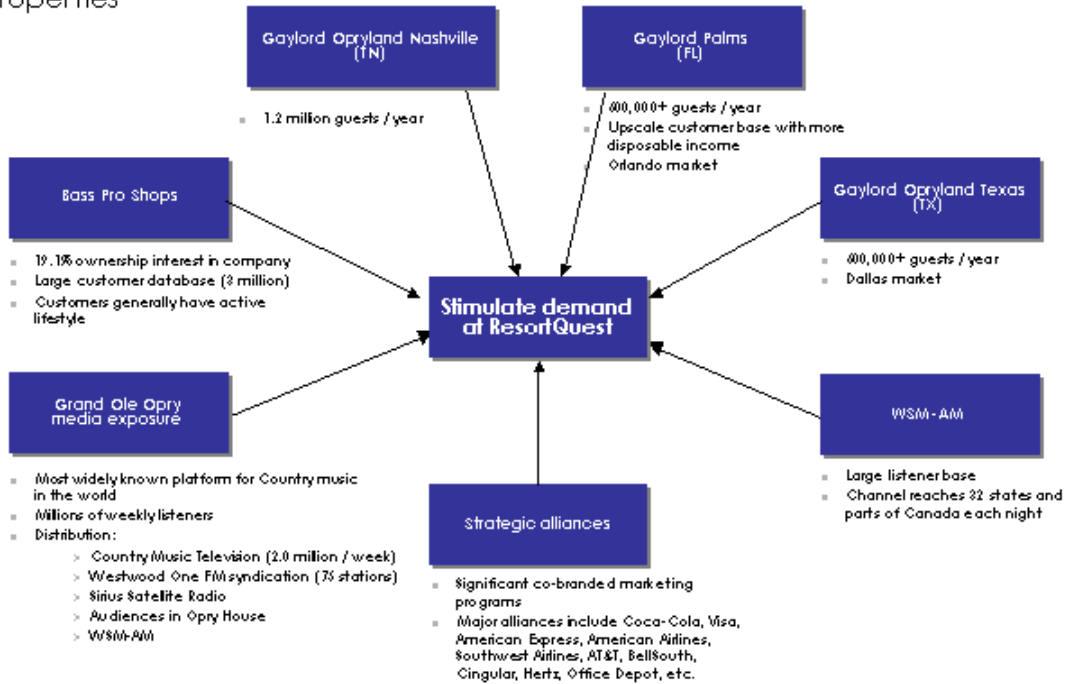 roperties
Gaylord Opryland Nashville
(TN)
1.2 million guests / year
Gaylord Palms
(FL)
600,000+ guests / year
Upscale customer base with more
disposable income
Orlando market
Bass Pro Shops
19.1% ownership interest in company
Large customer database (3 million)
Customers generally have active
lifestyle
Gaylord Opryland Texas
(TX)
600,000+ guests / year
Dallas market
Stimulate demand
at ResortQuest
Grand Ole Opry
media exposure
Most widely known platform for Country music
in the world
Millions of weekly listeners
Distribution:
> Country Music Television (2.0 million / week)
> Westwood One FM syndication (75 stations)
> Sirius Satellite Radio
> Audiences in Opry House
> WSM-AM
Strategic alliances
Significant co-branded marketing
programs
Major alliances include Coca-Cola, Visa,
American Express, American Airlines,
Southwest Airlines, AT&T, BellSouth,
Cingular, Hertz, Office Depot, etc.
WSM-AM
Large listener base
Channel reaches 32 states and
parts of Canada each night